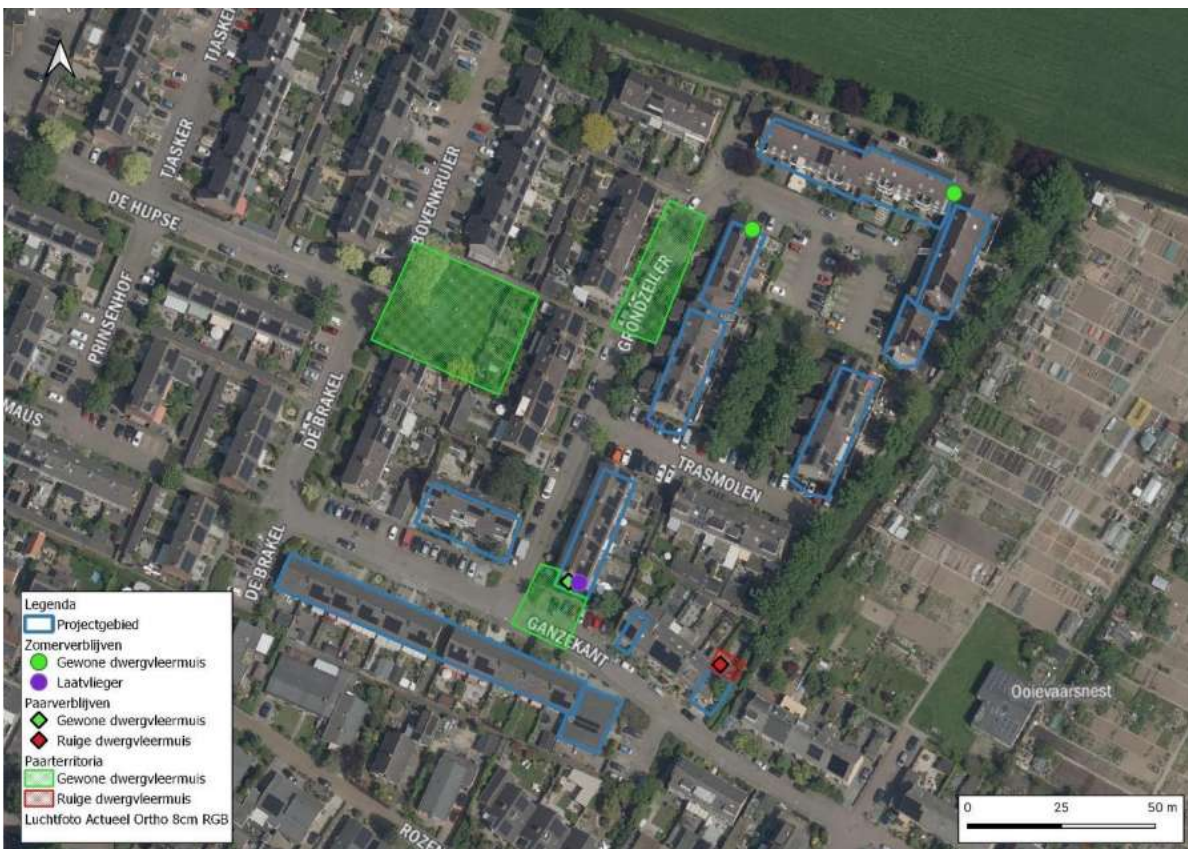 TJASKER
TJASKER
DE HUPSE
BOVENKRUIER
PRINSENHOF
GRONDZEILER
MAUS
DE BRAKEL
TRASMOLEN
DE BRAKEL
GANZEKANT
Ooievaarsnest
ROZE
Legenda
Projectgebied
Zomerverblijven
Gewone dwergvleermuis
Laatvlieger
Paarverblijven
Gewone dwergvleermuis
Ruige dwergvleermuis
Paarterritoria
Gewone dwergvleermuis
Ruige dwergvleermuis
Luchtfoto Actueel Ortho 8cm RGB
0 25 50 m